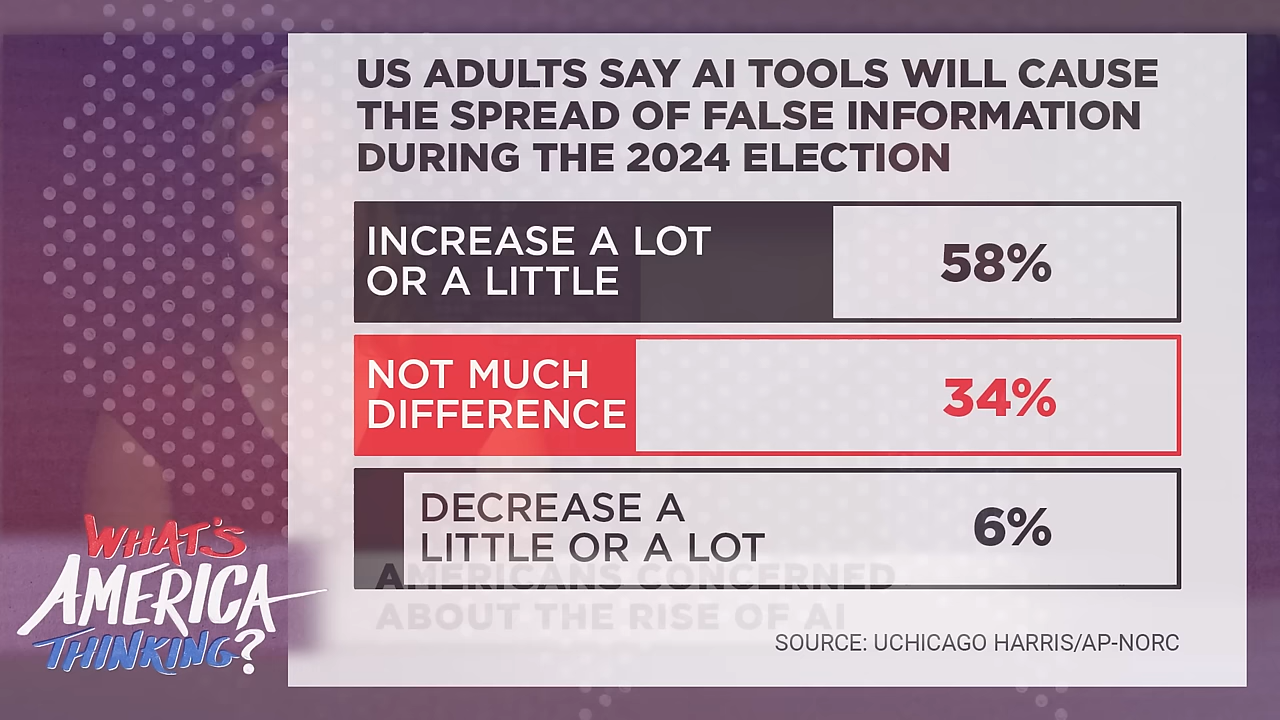 US ADULTS SAY AI TOOLS WILL CAUSE
THE SPREAD OF FALSE INFORMATION
DURING THE 2024 ELECTION
INCREASE A LOT
OR A LITTLE
58%
NOT MUCH
DIFFERENCE
34%
DECREASE A
LITTLE OR A LOT
6%
AMERICANS CONCERNED
ABOUT THE RISE OF AI
SOURCE: UCHICAGO HARRIS/AP-NORC
WHAT'S
AMERICA
THINKING?